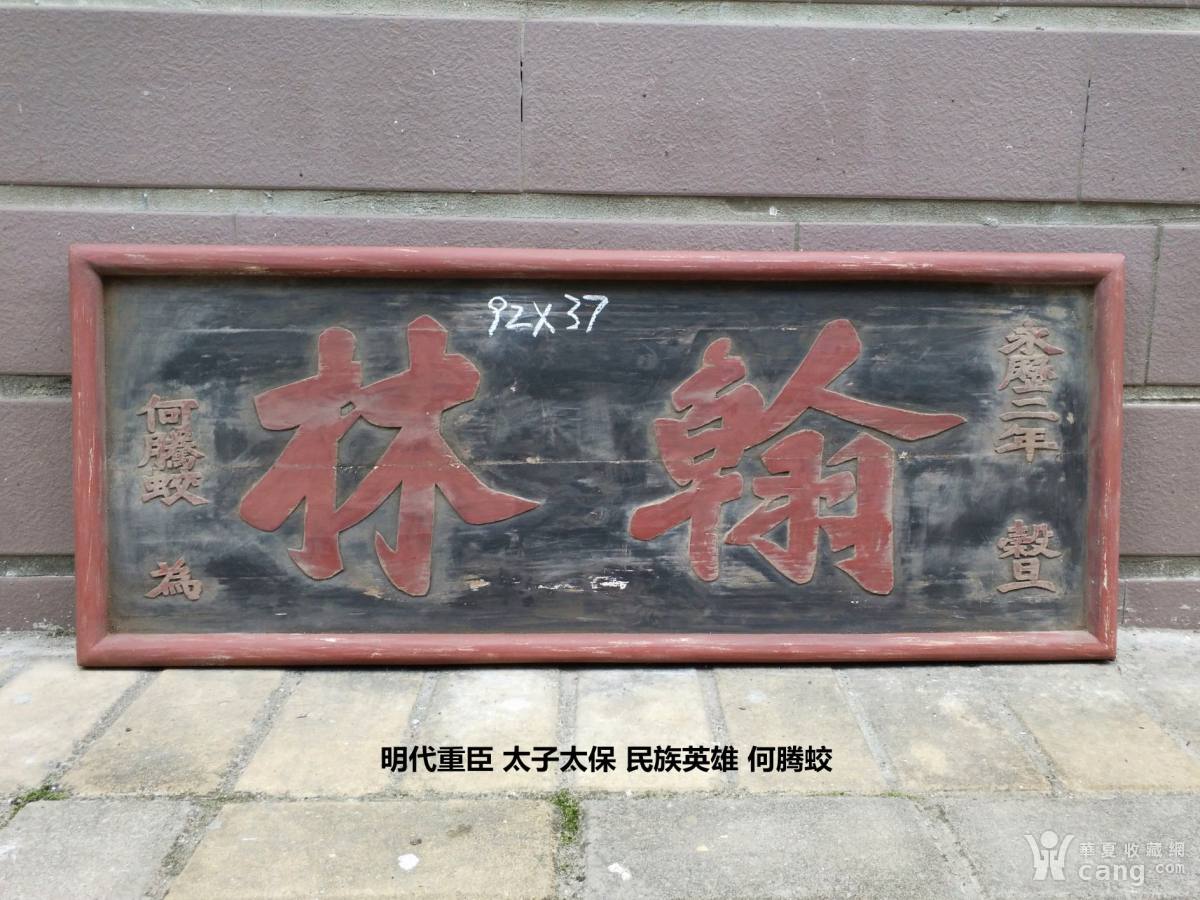 92X37
永歷二年 穀旦
翰林
何騰蛟 為
明代重臣 太子太保 民族英雄 何腾蛟
華夏收藏網
cang.com